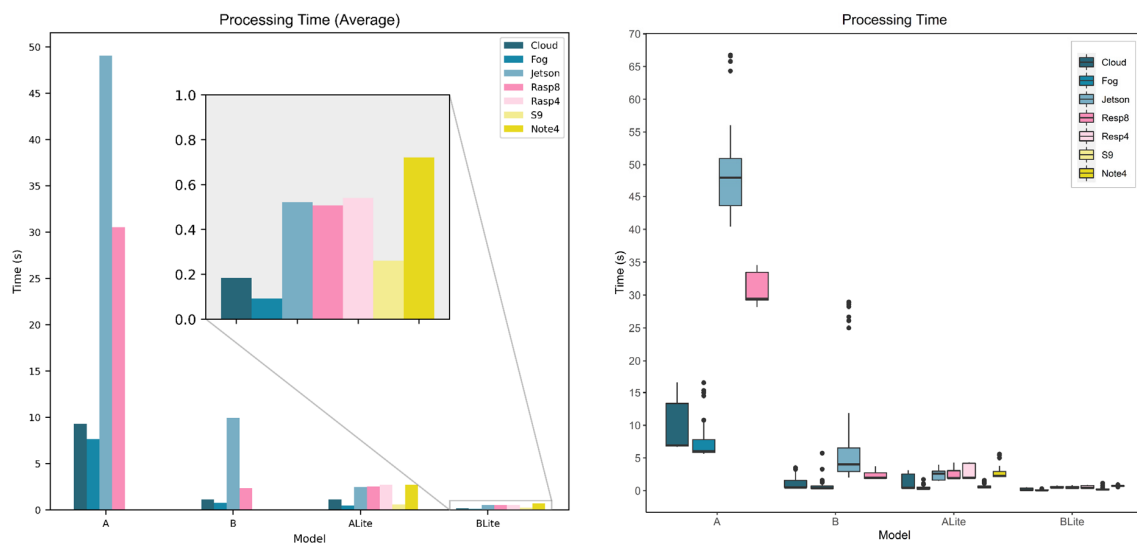 Processing Time (Average)
50
45
40
35
30
25
20
15
10
5
0
Time (s)
A
B
ALite
BLite
Model
Cloud
Fog
Jetson
Rasp8
Rasp4
S9
Note4
1.0
0.8
0.6
0.4
0.2
0.0
Processing Time
70
65
60
55
50
45
40
35
30
25
20
15
10
5
0
Time (s)
A
B
ALite
BLite
Model
Cloud
Fog
Jetson
Resp8
Resp4
S9
Note4